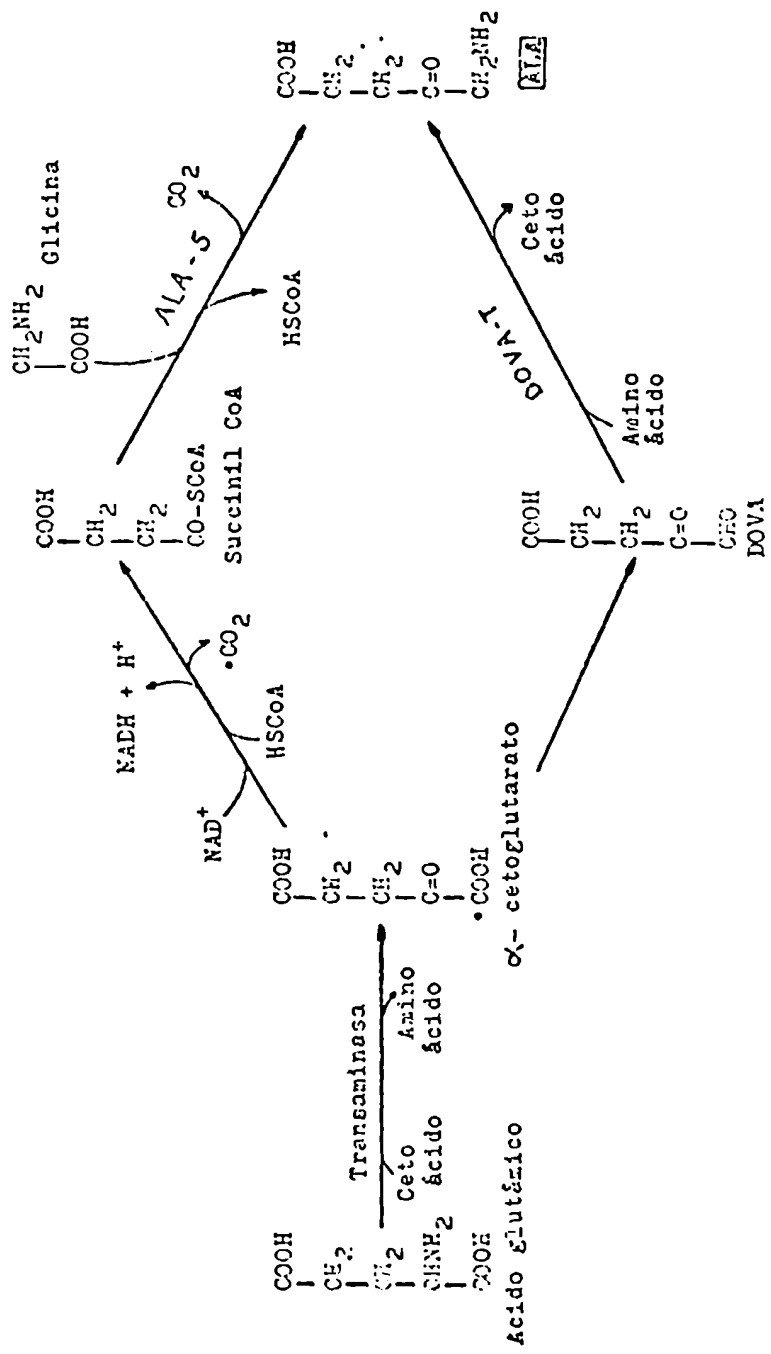 COOH
CH2
CH2
CHNH2
COOH
Acido glutámico
Transaminasa
Ceto
ácido
Amino
ácido
COOH
CH2
CH2
C=O
•COOH
α- cetoglutarato
NAD+
HSCoA
NADH + H+
•CO2
COOH
CH2
CH2
CO-SCoA
Succinil CoA
CH2NH2
COOH
Glicina
ALA-S
HSCoA
CO2
COOH
CH2
CH2
C=O
CHO
DOVA
DOVA-T
Amino
ácido
Ceto
ácido
COOH
CH2
CH2
C=O
CH2NH2
ALA